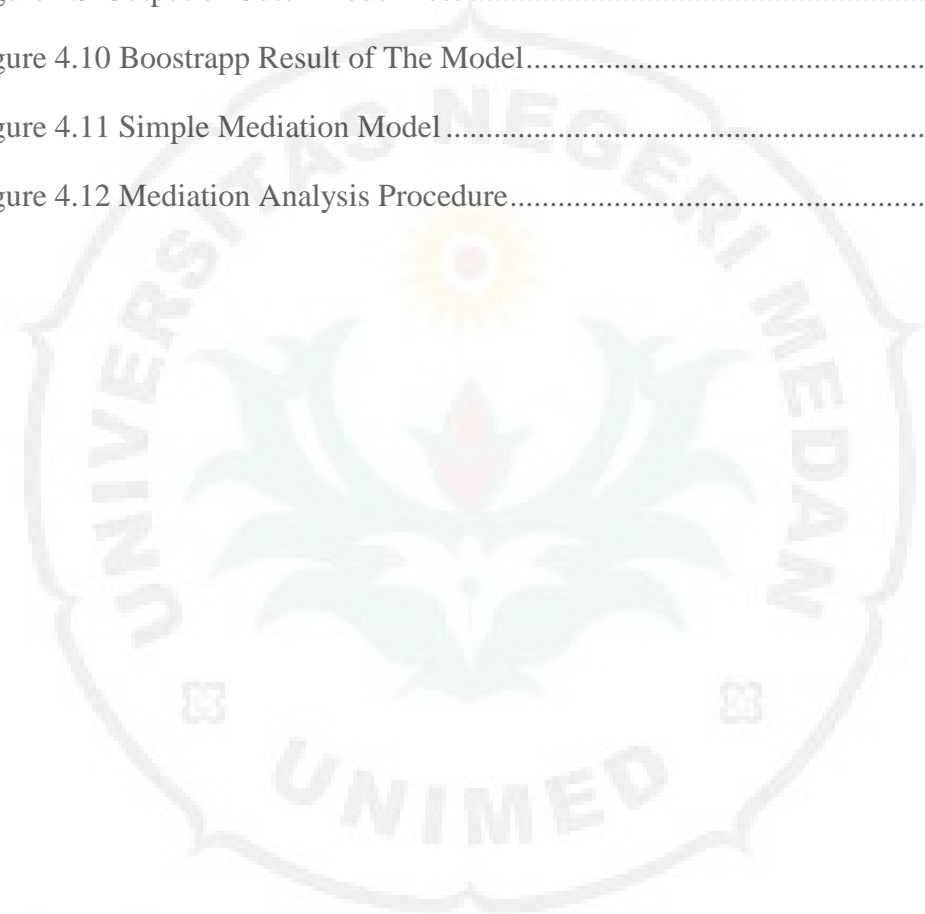 gure 4.10 Boostrapp Result of The Model.....................................................
gure 4.11 Simple Mediation Model...............................................................
gure 4.12 Mediation Analysis Procedure......................................................
UNIVERSITAS NEGERI MEDAN
UNIMED